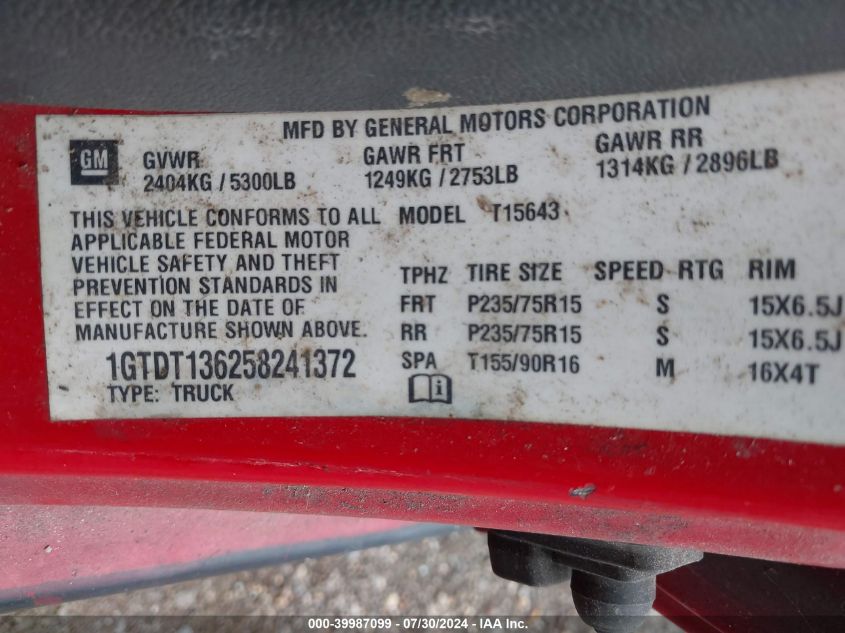 MFD BY GENERAL MOTORS CORPORATION
GM
GVWR GAWR FRT GAWR RR
2404KG / 5300LB 1249KG / 2753LB 1314KG / 2896LB
THIS VEHICLE CONFORMS TO ALL
APPLICABLE FEDERAL MOTOR
VEHICLE SAFETY AND THEFT
PREVENTION STANDARDS IN
EFFECT ON THE DATE OF
MANUFACTURE SHOWN ABOVE.
1GTDT136258241372
TYPE: TRUCK
MODEL T15643
TPHZ TIRE SIZE SPEED RTG RIM
FRT P235/75R15 S 15X6.5J
RR P235/75R15 S 15X6.5J
SPA T155/90R16 M 16X4T
000-39987099 - 07/30/2024 - IAA Inc.